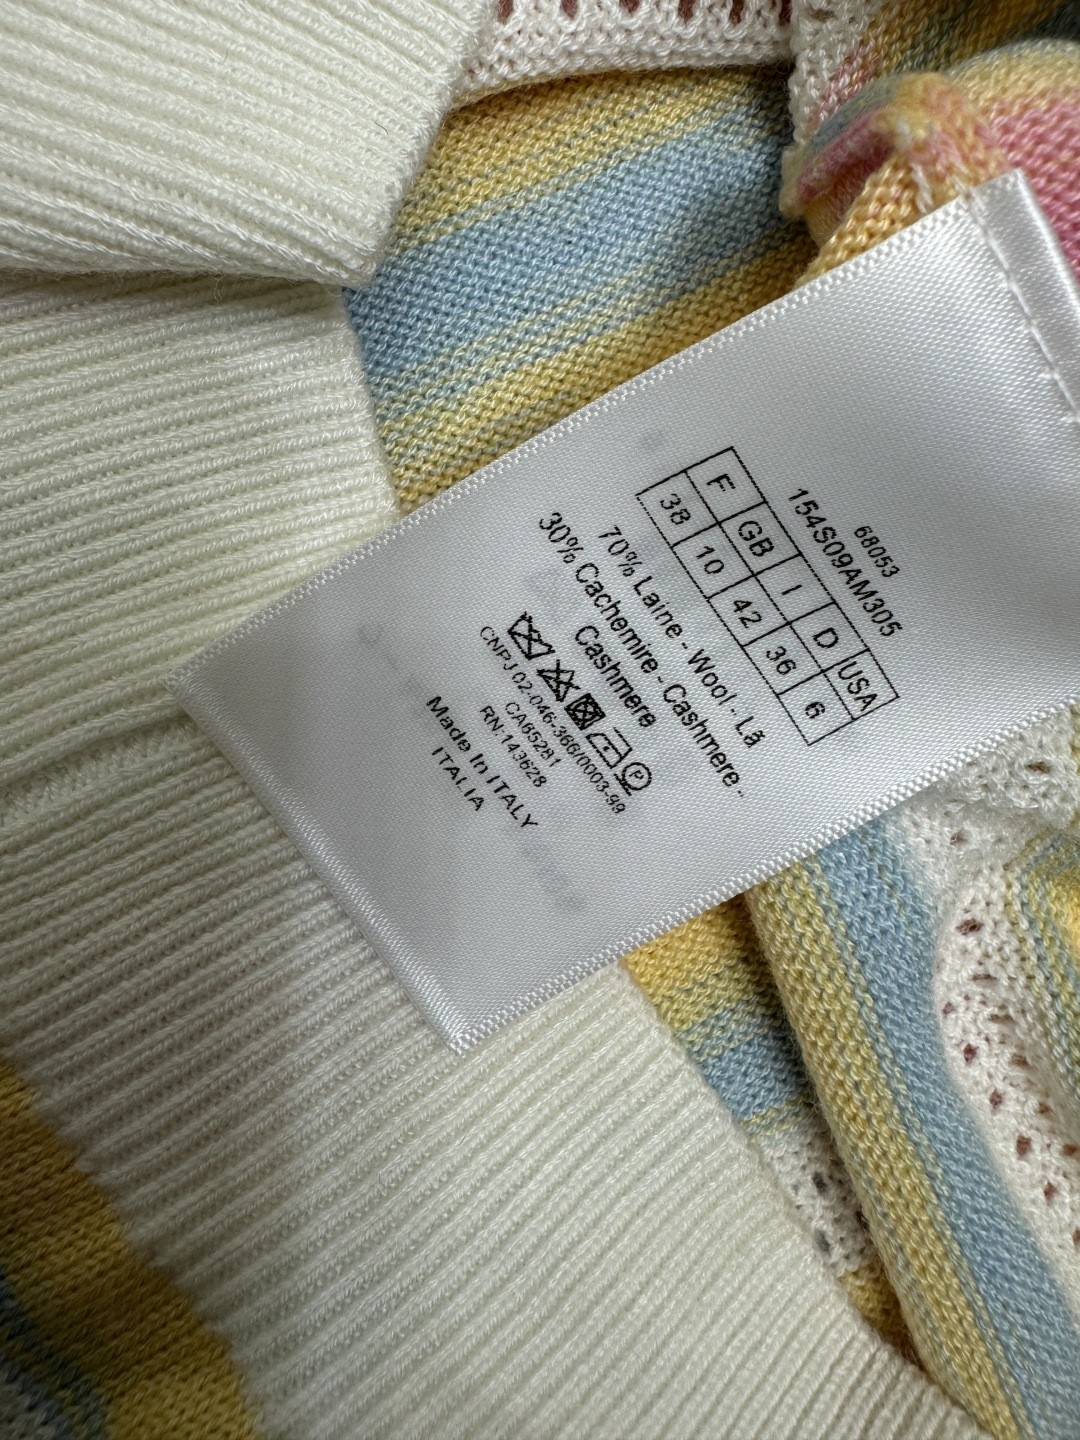 68053
154S09AM305
F GB I D USA
38 10 42 36 6
70% Laine - Wool - Lã
30% Cachemire - Cashmere -
Cashmere
P
CNPJ 02-046-366/0003-99
CA65281
RN:143628
Made In ITALY
ITALIA